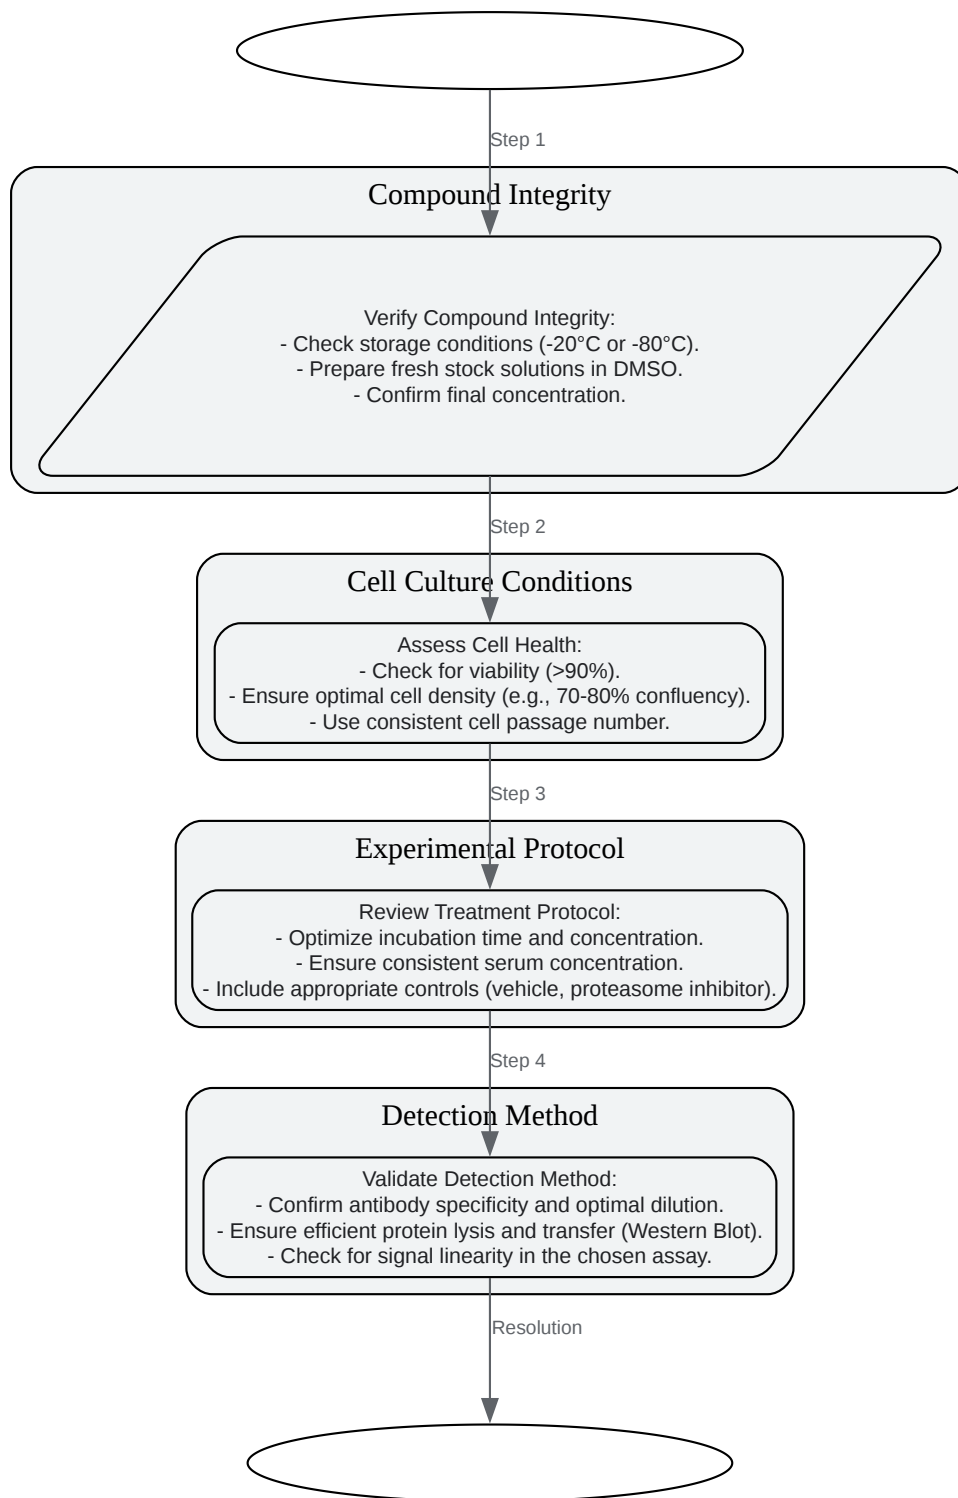 Step 1
Compound Integrity
Verify Compound Integrity:
- Check storage conditions (-20°C or -80°C).
- Prepare fresh stock solutions in DMSO.
- Confirm final concentration.
Step 2
Cell Culture Conditions
Assess Cell Health:
- Check for viability (>90%).
- Ensure optimal cell density (e.g., 70-80% confluency).
- Use consistent cell passage number.
Step 3
Experimental Protocol
Review Treatment Protocol:
- Optimize incubation time and concentration.
- Ensure consistent serum concentration.
- Include appropriate controls (vehicle, proteasome inhibitor).
Step 4
Detection Method
Validate Detection Method:
- Confirm antibody specificity and optimal dilution.
- Ensure efficient protein lysis and transfer (Western Blot).
- Check for signal linearity in the chosen assay.
Resolution